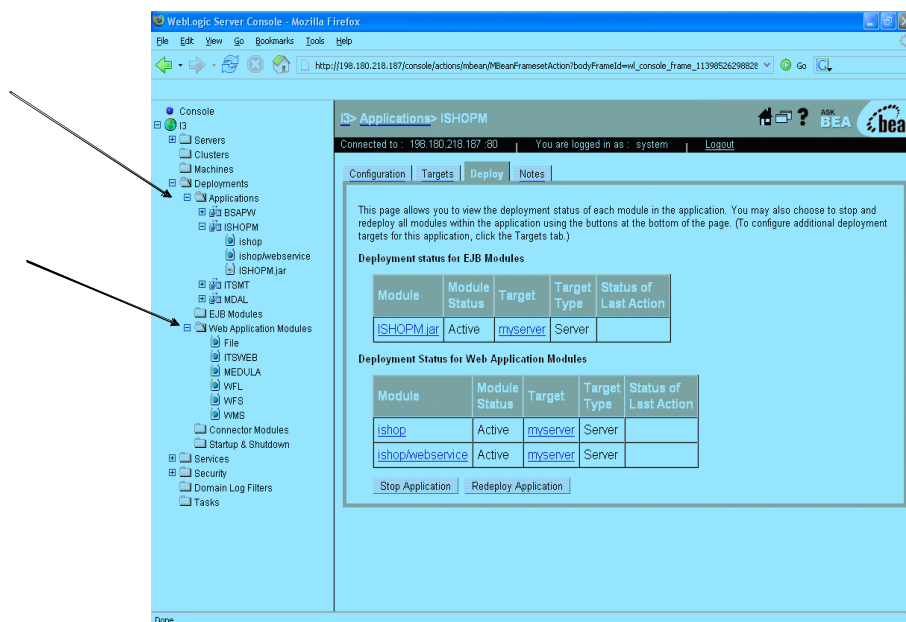 WebLogic Server Console - Mozilla Firefox
File Edit View Go Bookmarks Tools Help
http://198.180.218.187/console/actions/mbean/MBeanFramesetAction?bodyFrameId=wl_console_frame_11398526298828 Go
Console
I3
Servers
Clusters
Machines
Deployments
Applications
BSAPW
ISHOPM
ishop
ishop/webservice
ISHOPM.jar
ITSMT
MDAL
EJB Modules
Web Application Modules
File
ITSWEB
MEDULA
WFL
WFS
WMS
Connector Modules
Startup & Shutdown
Services
Security
Domain Log Filters
Tasks
I3> Applications> ISHOPM
? ASK BEA bea
Connected to : 198.180.218.187 :80 | You are logged in as : system | Logout
Configuration Targets Deploy Notes
This page allows you to view the deployment status of each module in the application. You may also choose to stop and
redeploy all modules within the application using the buttons at the bottom of the page. (To configure additional deployment
targets for this application, click the Targets tab.)
Deployment status for EJB Modules
Module Module Status Target Target Type Status of Last Action
ISHOPM.jar Active myserver Server
Deployment Status for Web Application Modules
Module Module Status Target Target Type Status of Last Action
ishop Active myserver Server
ishop/webservice Active myserver Server
Stop Application Redeploy Application
Done